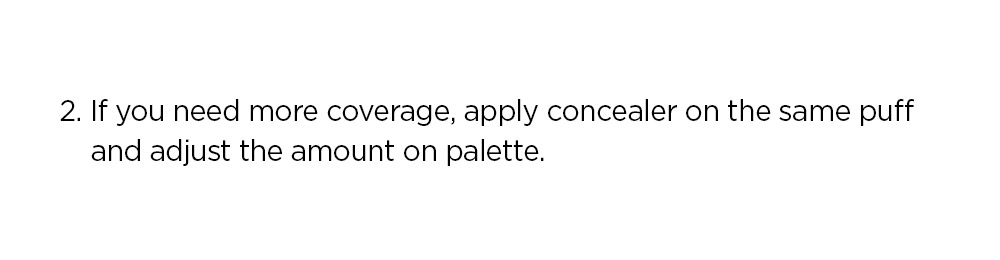 2. If you need more coverage, apply concealer on the same puff
and adjust the amount on palette.